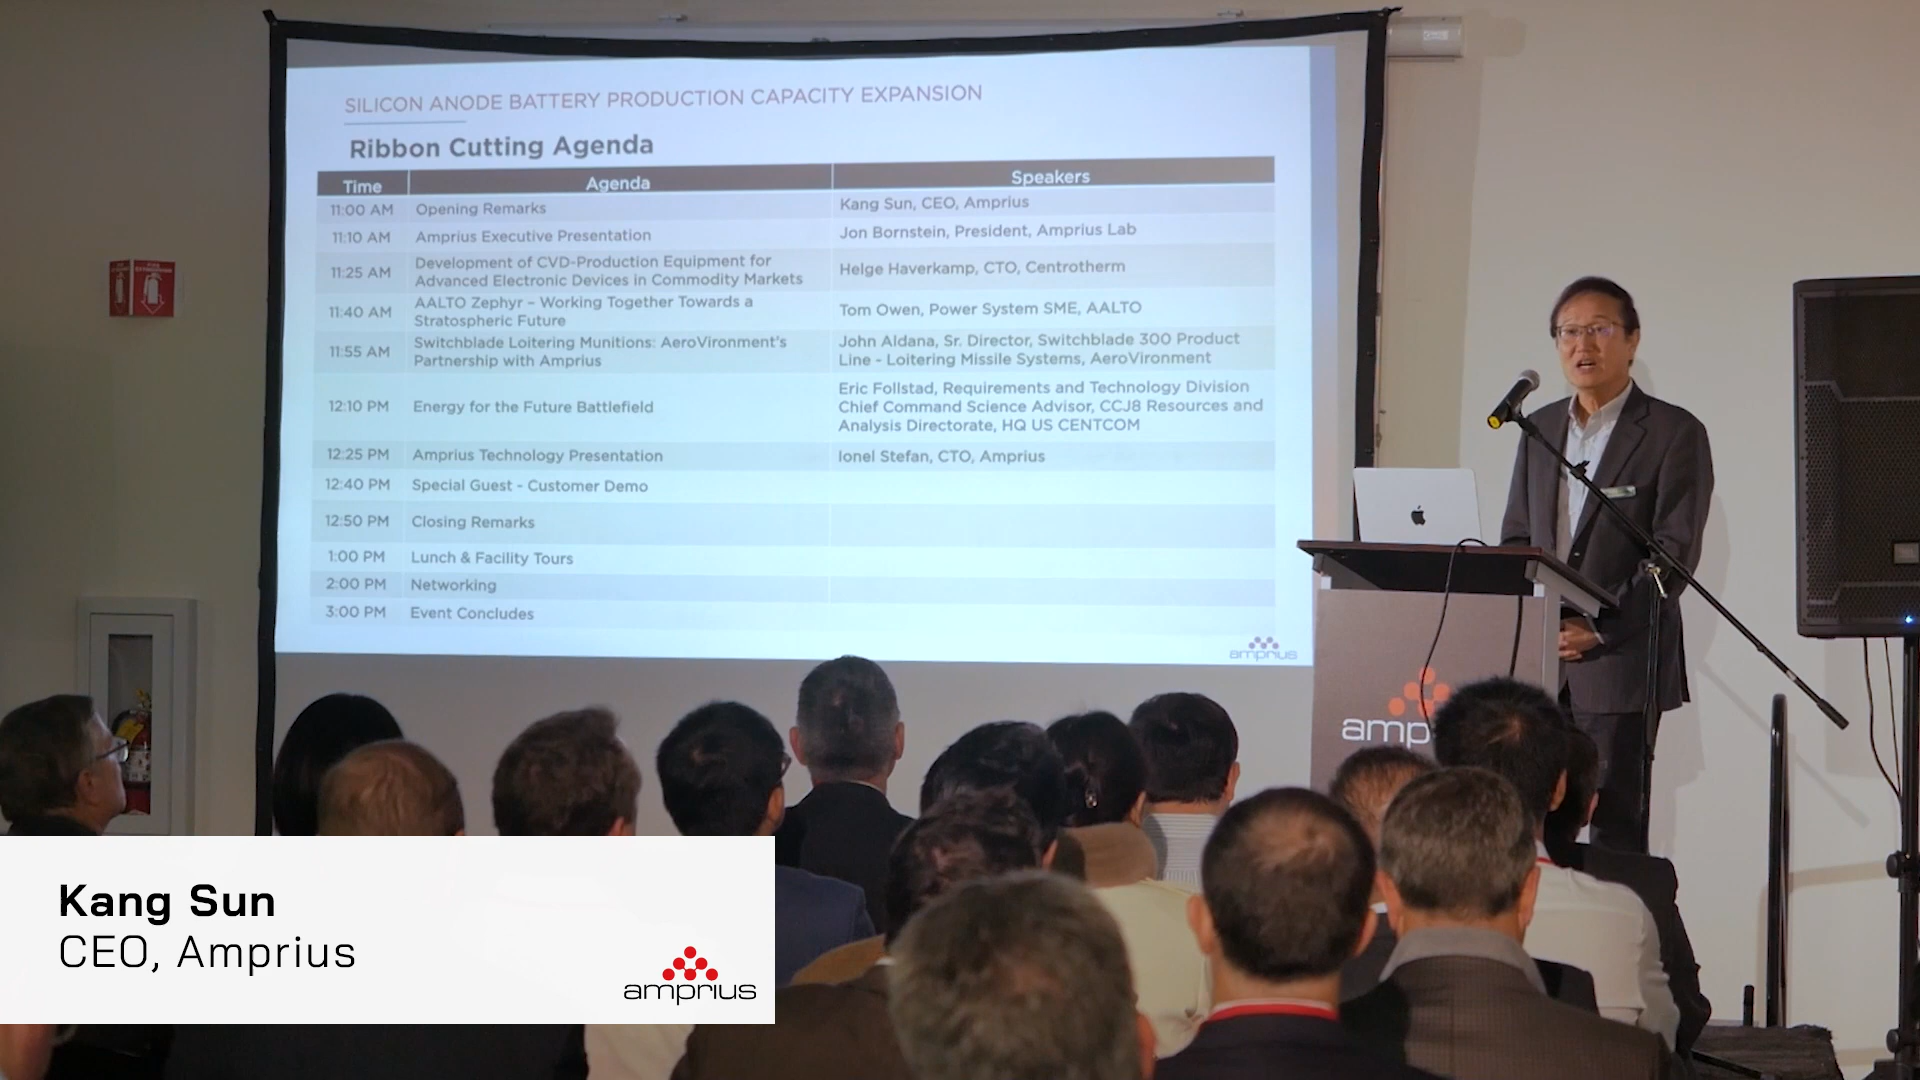 SILICON ANODE BATTERY PRODUCTION CAPACITY EXPANSION
Ribbon Cutting Agenda
Time Agenda Speakers
11:00 AM Opening Remarks Kang Sun, CEO, Amprius
11:10 AM Amprius Executive Presentation Jon Bornstein, President, Amprius Lab
11:25 AM Development of CVD-Production Equipment for
Advanced Electronic Devices in Commodity Markets
Helge Haverkamp, CTO, Centrotherm
11:40 AM AALTO Zephyr – Working Together Towards a
Stratospheric Future
Tom Owen, Power System SME, AALTO
11:55 AM Switchblade Loitering Munitions: AeroVironment's
Partnership with Amprius
John Aldana, Sr. Director, Switchblade 300 Product
Line - Loitering Missile Systems, AeroVironment
12:10 PM Energy for the Future Battlefield
Eric Follstad, Requirements and Technology Division
Chief Command Science Advisor, CCJ8 Resources and
Analysis Directorate, HQ US CENTCOM
12:25 PM Amprius Technology Presentation Ionel Stefan, CTO, Amprius
12:40 PM Special Guest - Customer Demo
12:50 PM Closing Remarks
1:00 PM Lunch & Facility Tours
2:00 PM Networking
3:00 PM Event Concludes
amprius
amp
Kang Sun
CEO, Amprius
amprius